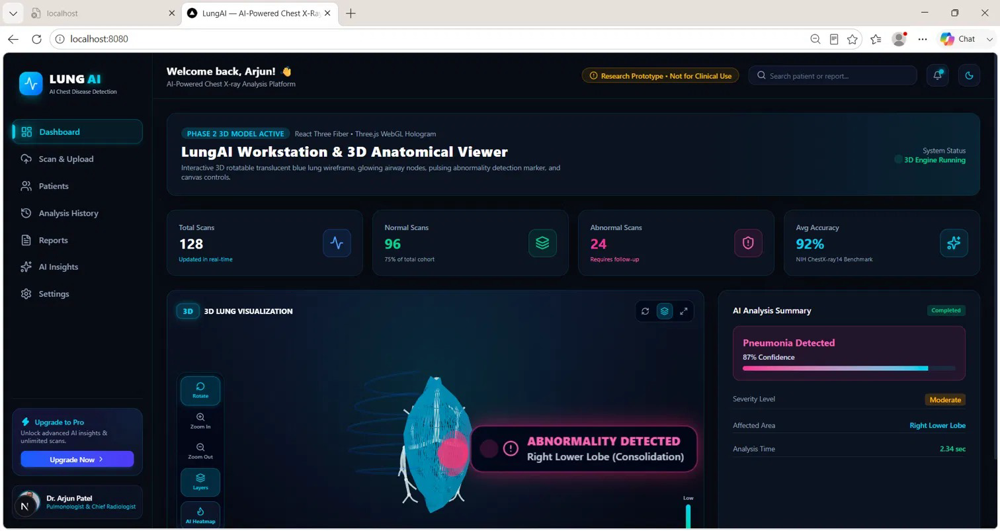 localhost
LungAI — AI-Powered Chest X-Ra
localhost:8080
Chat
LUNG AI
AI Chest Disease Detection
Welcome back, Arjun! 👋
AI-Powered Chest X-ray Analysis Platform
Research Prototype • Not for Clinical Use
Search patient or report...
Dashboard
Scan & Upload
Patients
Analysis History
Reports
AI Insights
Settings
Upgrade to Pro
Unlock advanced AI insights &
unlimited scans.
Upgrade Now
N
Dr. Arjun Patel
Pulmonologist & Chief Radiologist
PHASE 2 3D MODEL ACTIVE React Three Fiber • Three.js WebGL Hologram
LungAI Workstation & 3D Anatomical Viewer
Interactive 3D rotatable translucent blue lung wireframe, glowing airway nodes, pulsing abnormality detection marker, and
canvas controls.
System Status
3D Engine Running
Total Scans
128
Updated in real-time
Normal Scans
96
75% of total cohort
Abnormal Scans
24
Requires follow-up
Avg Accuracy
92%
NIH ChestX-ray14 Benchmark
3D 3D LUNG VISUALIZATION
Rotate
Zoom In
Zoom Out
Layers
AI Heatmap
ABNORMALITY DETECTED
Right Lower Lobe (Consolidation)
Low
AI Analysis Summary
Completed
Pneumonia Detected
87% Confidence
Severity Level
Moderate
Affected Area
Right Lower Lobe
Analysis Time
2.34 sec